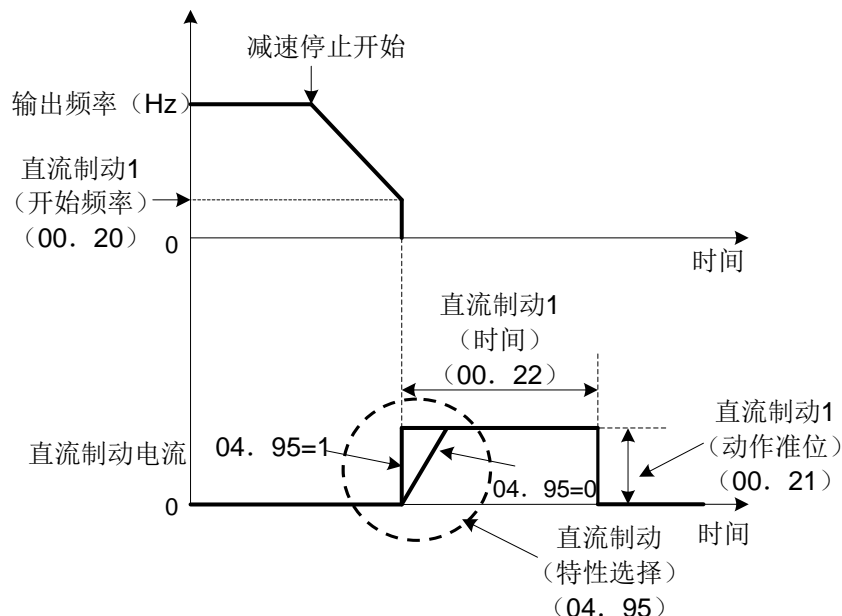 减速停止开始
输出频率（Hz）
直流制动1
（开始频率）
（00．20）
0
时间
直流制动1
（时间）
（00．22）
直流制动电流
04．95=1
04．95=0
直流制动1
（动作准位）
（00．21）
0
时间
直流制动
（特性选择）
（04．95）